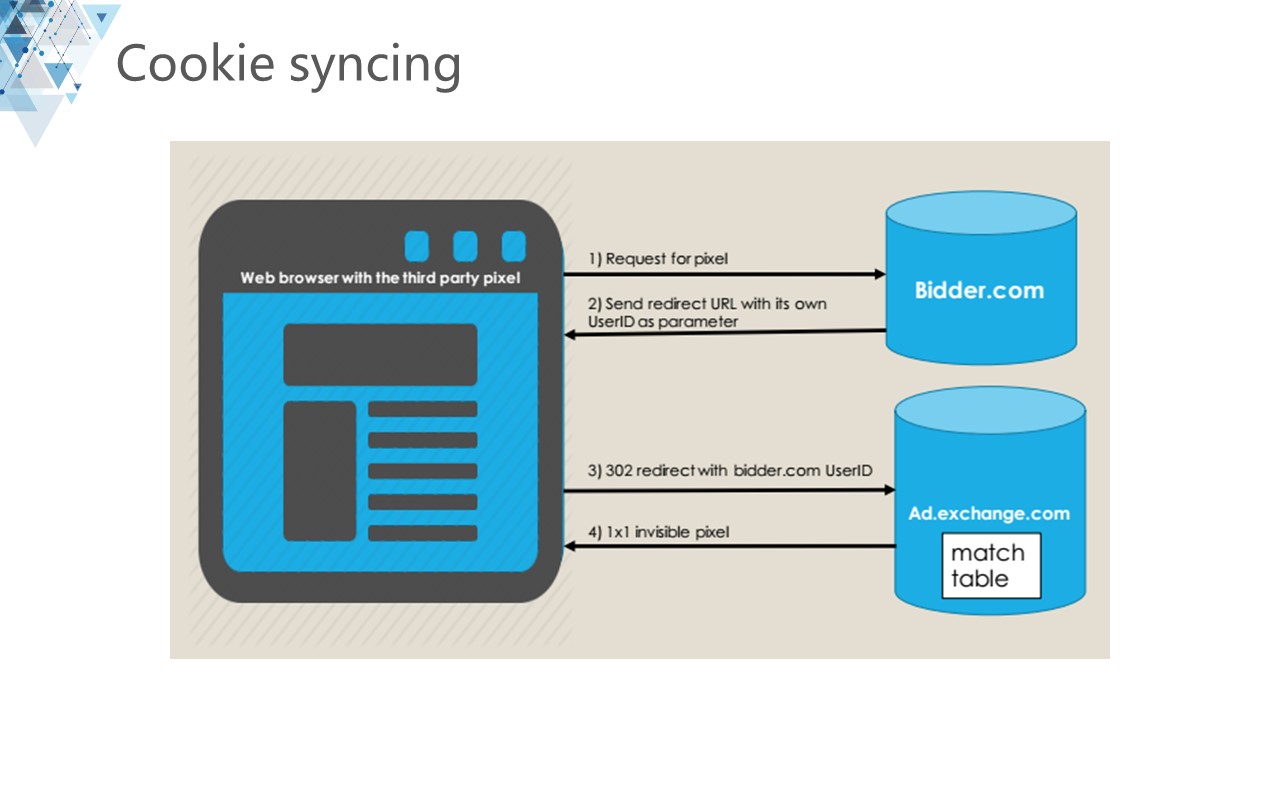 Cookie syncing
Web browser with the third party pixel
1) Request for pixel
2) Send redirect URL with its own
UserID as parameter
Bidder.com
3) 302 redirect with bidder.com UserID
4) 1x1 invisible pixel
Ad.exchange.com
match
table